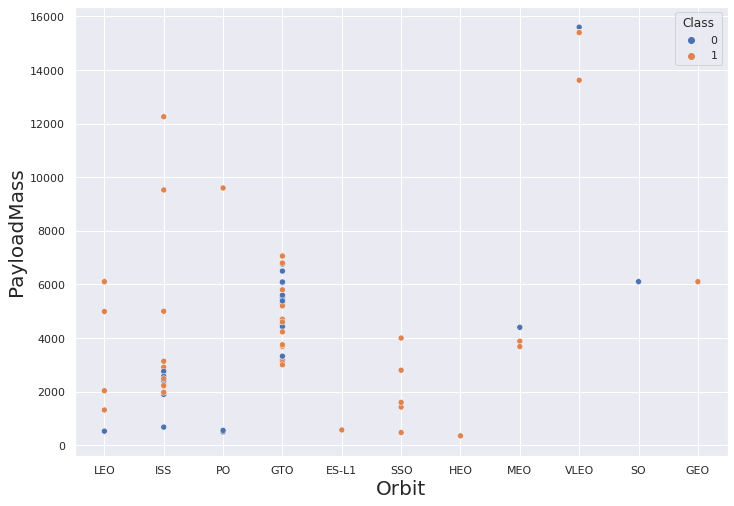 16000
14000
12000
10000
8000
6000
4000
2000
0
PayloadMass
Class
0
1
LEO ISS PO GTO ES-L1 SSO HEO MEO VLEO SO GEO
Orbit